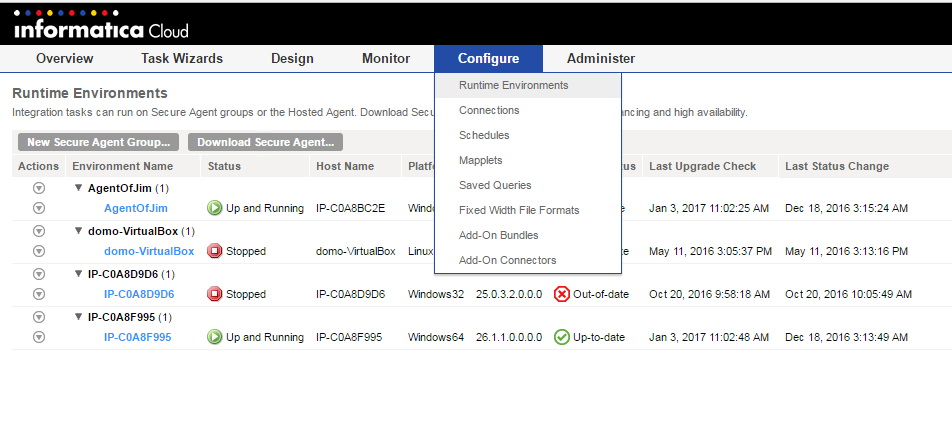 informatica Cloud
Overview Task Wizards Design Monitor Configure Administer
Runtime Environments
Integration tasks can run on Secure Agent groups or the Hosted Agent. Download Secu
ncing and high availability.
Runtime Environments
Connections
Schedules
Mapplets
Saved Queries
Fixed Width File Formats
Add-On Bundles
Add-On Connectors
New Secure Agent Group... Download Secure Agent...
Actions Environment Name Status Host Name Platfo tus Last Upgrade Check Last Status Change
AgentOfJim (1)
AgentOfJim Up and Running IP-C0A8BC2E Windo te Jan 3, 2017 11:02:25 AM Dec 18, 2016 3:15:24 AM
domo-VirtualBox (1)
domo-VirtualBox Stopped domo-VirtualBox Linux te May 11, 2016 3:05:37 PM May 11, 2016 3:13:16 PM
IP-C0A8D9D6 (1)
IP-C0A8D9D6 Stopped IP-C0A8D9D6 Windows32 25.0.3.2.0.0.0 Out-of-date Oct 20, 2016 9:58:18 AM Oct 20, 2016 10:05:49 AM
IP-C0A8F995 (1)
IP-C0A8F995 Up and Running IP-C0A8F995 Windows64 26.1.1.0.0.0.0 Up-to-date Jan 3, 2017 11:02:48 AM Dec 18, 2016 3:13:49 AM